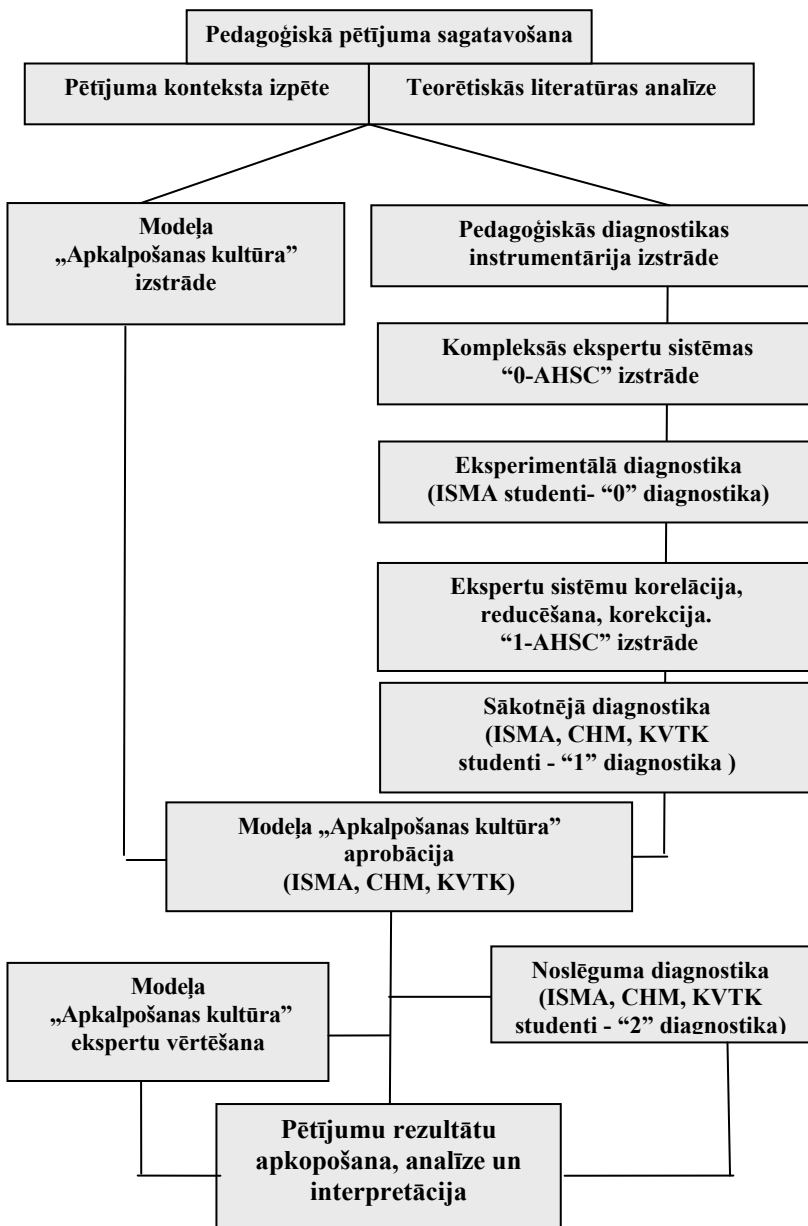 Pedagoģiskā pētījuma sagatavošana
Pētījuma konteksta izpēte
Teorētiskās literatūras analīze
Modeļa
„Apkalpošanas kultūra”
izstrāde
Pedagoģiskās diagnostikas
instrumentārija izstrāde
Kompleksās ekspertu sistēmas
“0-AHSC” izstrāde
Eksperimentālā diagnostika
(ISMA studenti- “0” diagnostika)
Ekspertu sistēmu korelācija,
reducēšana, korekcija.
“1-AHSC” izstrāde
Sākotnējā diagnostika
(ISMA, CHM, KVTK
studenti - “1” diagnostika )
Modeļa „Apkalpošanas kultūra”
aprobācija
(ISMA, CHM, KVTK)
Modeļa
„Apkalpošanas kultūra”
ekspertu vērtēšana
Noslēguma diagnostika
(ISMA, CHM, KVTK
studenti - “2” diagnostika)
Pētījumu rezultātu
apkopošana, analīze un
interpretācija